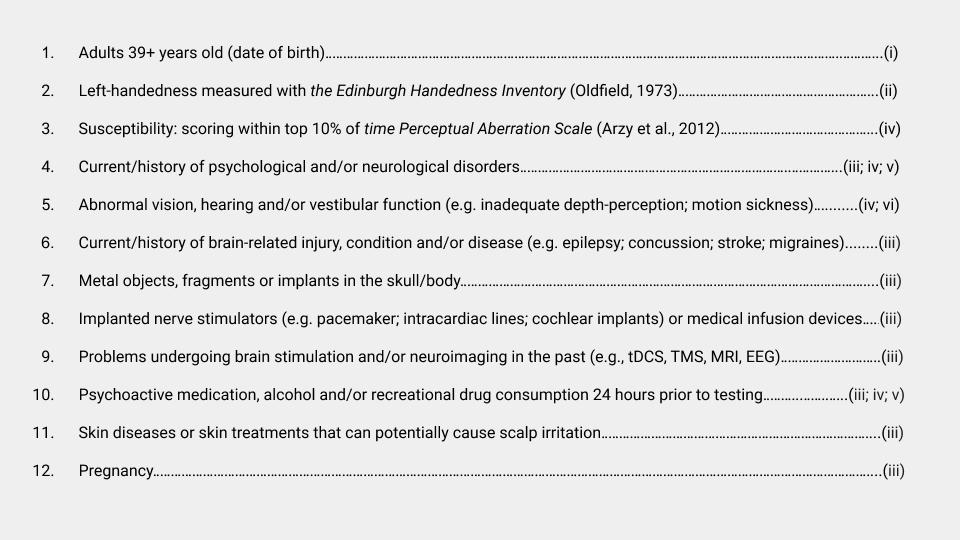 1. Adults 39+ years old (date of birth)……………………………………………………………………………………………………(i)
2. Left-handedness measured with the Edinburgh Handedness Inventory (Oldfield, 1973)……………………………………(ii)
3. Susceptibility: scoring within top 10% of time Perceptual Aberration Scale (Arzy et al., 2012)……………………………(iv)
4. Current/history of psychological and/or neurological disorders…………………………………………………………(iii; iv; v)
5. Abnormal vision, hearing and/or vestibular function (e.g. inadequate depth-perception; motion sickness)...........(iv; vi)
6. Current/history of brain-related injury, condition and/or disease (e.g. epilepsy; concussion; stroke; migraines)........(iii)
7. Metal objects, fragments or implants in the skull/body……………………………………………………………………………(iii)
8. Implanted nerve stimulators (e.g. pacemaker; intracardiac lines; cochlear implants) or medical infusion devices.....(iii)
9. Problems undergoing brain stimulation and/or neuroimaging in the past (e.g., tDCS, TMS, MRI, EEG)…………………(iii)
10. Psychoactive medication, alcohol and/or recreational drug consumption 24 hours prior to testing………………(iii; iv; v)
11. Skin diseases or skin treatments that can potentially cause scalp irritation……………………………………………………(iii)
12. Pregnancy…………………………………………………………………………………………………………………………………(iii)